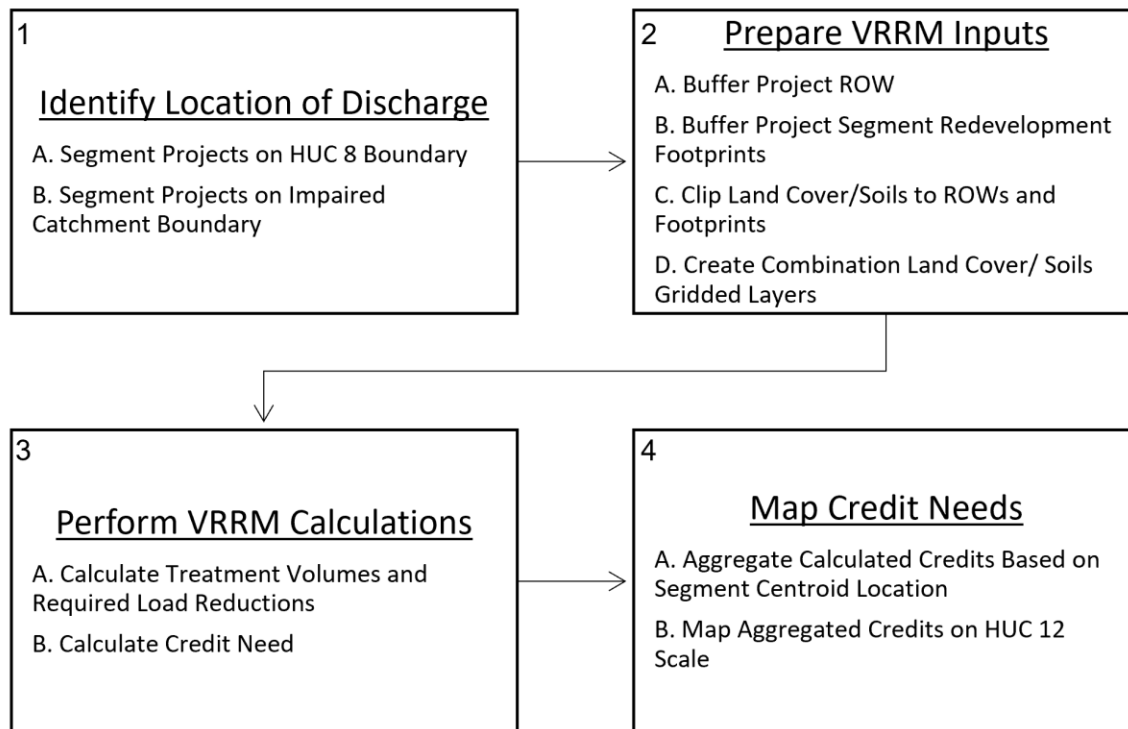 1
Identify Location of Discharge
A. Segment Projects on HUC 8 Boundary
B. Segment Projects on Impaired
Catchment Boundary
2
Prepare VRRM Inputs
A. Buffer Project ROW
B. Buffer Project Segment Redevelopment
Footprints
C. Clip Land Cover/Soils to ROWs and
Footprints
D. Create Combination Land Cover/ Soils
Gridded Layers
3
Perform VRRM Calculations
A. Calculate Treatment Volumes and
Required Load Reductions
B. Calculate Credit Need
4
Map Credit Needs
A. Aggregate Calculated Credits Based on
Segment Centroid Location
B. Map Aggregated Credits on HUC 12
Scale